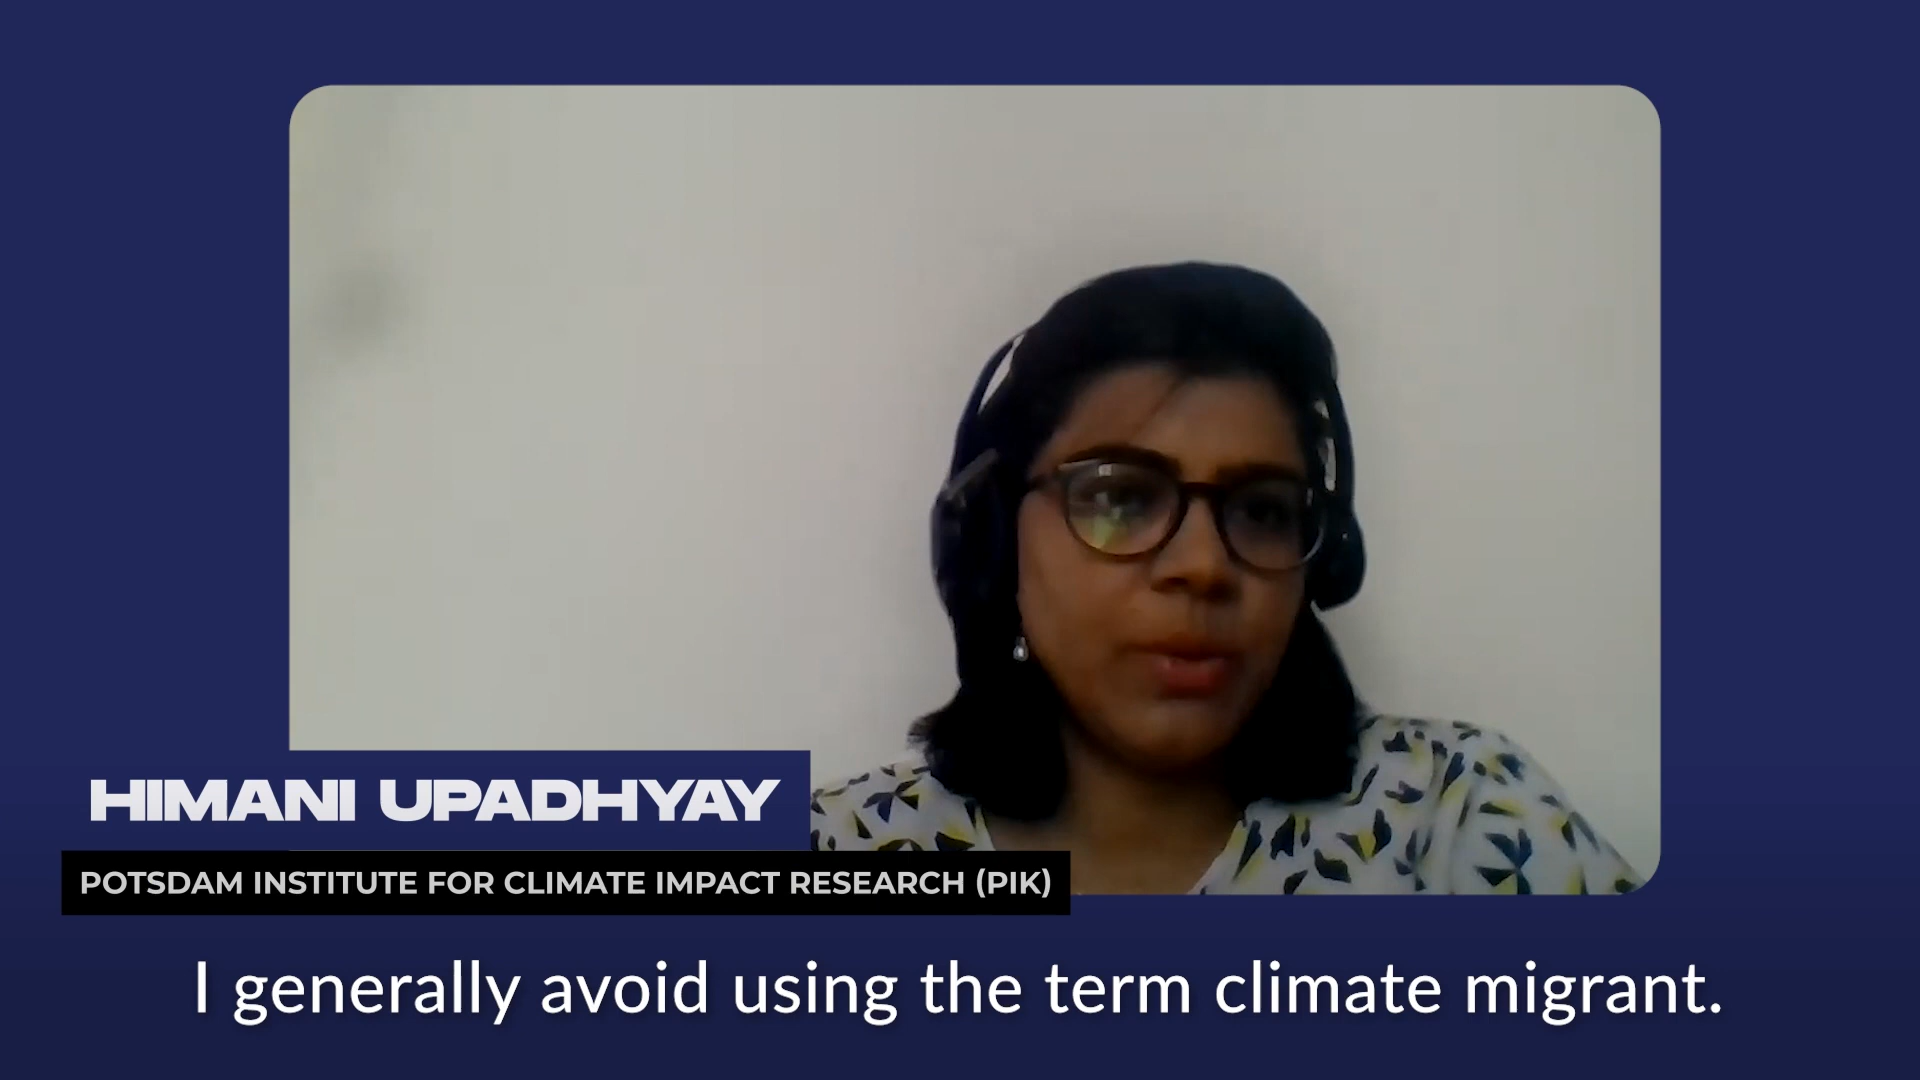 HIMANI UPADHYAY
POTSDAM INSTITUTE FOR CLIMATE IMPACT RESEARCH (PIK)
I generally avoid using the term climate migrant.